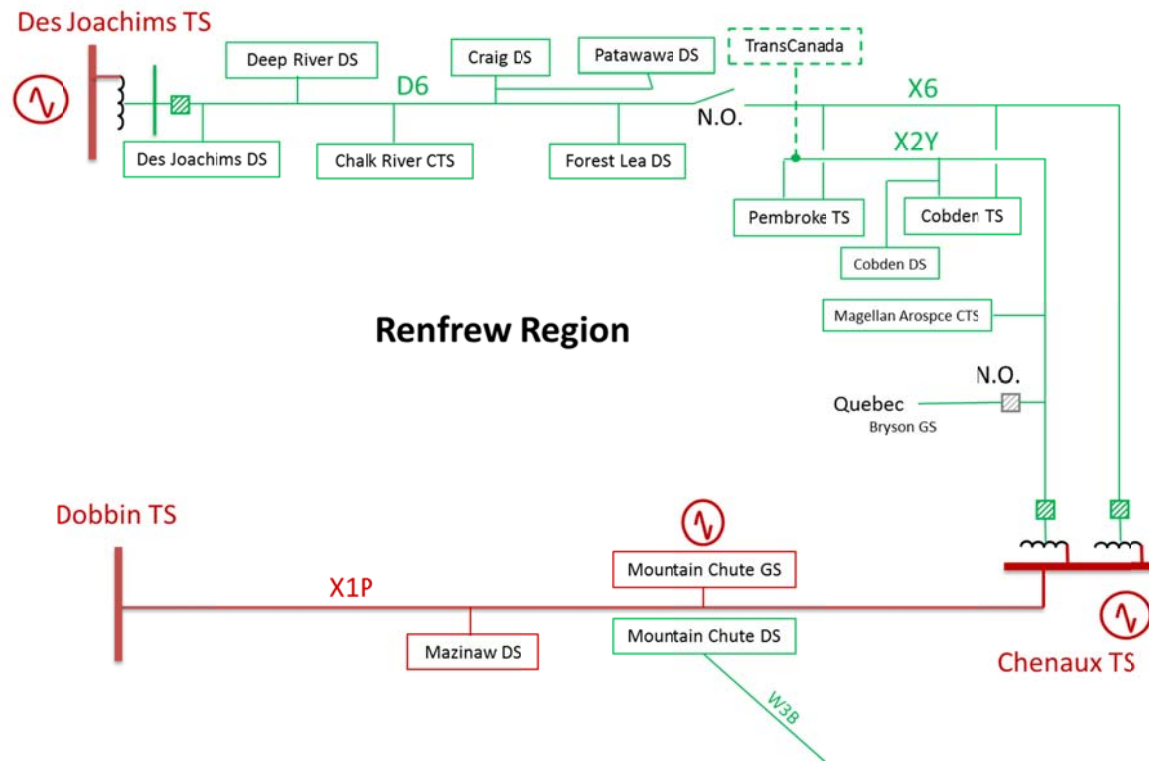 Des Joachims TS
Deep River DS
Craig DS
Patawawa DS
TransCanada
D6
X6
N.O.
X2Y
Des Joachims DS
Chalk River CTS
Forest Lea DS
Pembroke TS
Cobden TS
Cobden DS
Magellan Arospce CTS
Renfrew Region
N.O.
Quebec
Bryson GS
Dobbin TS
Mountain Chute GS
X1P
Mountain Chute DS
Mazinaw DS
Chenaux TS
W3B